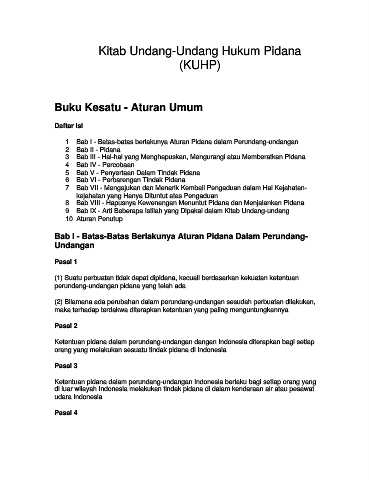 Kitab Undang-Undang Hukum Pidana
(KUHP)
Buku Kesatu - Aturan Umum
Daftar Isi
1 Bab I - Batas-batas berlakunya Aturan Pidana dalam Perundang-undangan
2 Bab II - Pidana
3 Bab III - Hal-hal yang Menghapuskan, Mengurangi atau Memberatkan Pidana
4 Bab IV - Percobaan
5 Bab V - Penyertaan Dalam Tindak Pidana
6 Bab VI - Perbarengan Tindak Pidana
7 Bab VII - Mengajukan dan Menarik Kembali Pengaduan dalam Hal Kejahatan-
kejahatan yang Hanya Dituntut atas Pengaduan
8 Bab VIII - Hapusnya Kewenangan Menuntut Pidana dan Menjalankan Pidana
9 Bab IX - Arti Beberapa Istilah yang Dipakai dalam Kitab Undang-undang
10 Aturan Penutup
Bab I - Batas-Batas Berlakunya Aturan Pidana Dalam Perundang-
Undangan
Pasal 1
(1) Suatu perbuatan tidak dapat dipidana, kecuali berdasarkan kekuatan ketentuan
perundang-undangan pidana yang telah ada
(2) Bilamana ada perubahan dalam perundang-undangan sesudah perbuatan dilakukan,
maka terhadap terdakwa diterapkan ketentuan yang paling menguntungkannya
Pasal 2
Ketentuan pidana dalam perundang-undangan dangan Indonesia diterapkan bagi setiap
orang yang melakukan sesuatu tindak pidana di Indonesia
Pasal 3
Ketentuan pidana dalam perundang-undangan Indonesia berlaku bagi setiap orang yang
di luar wilayah Indonesia melakukan tindak pidana di dalam kendaraan air atau pesawat
udara Indonesia
Pasal 4